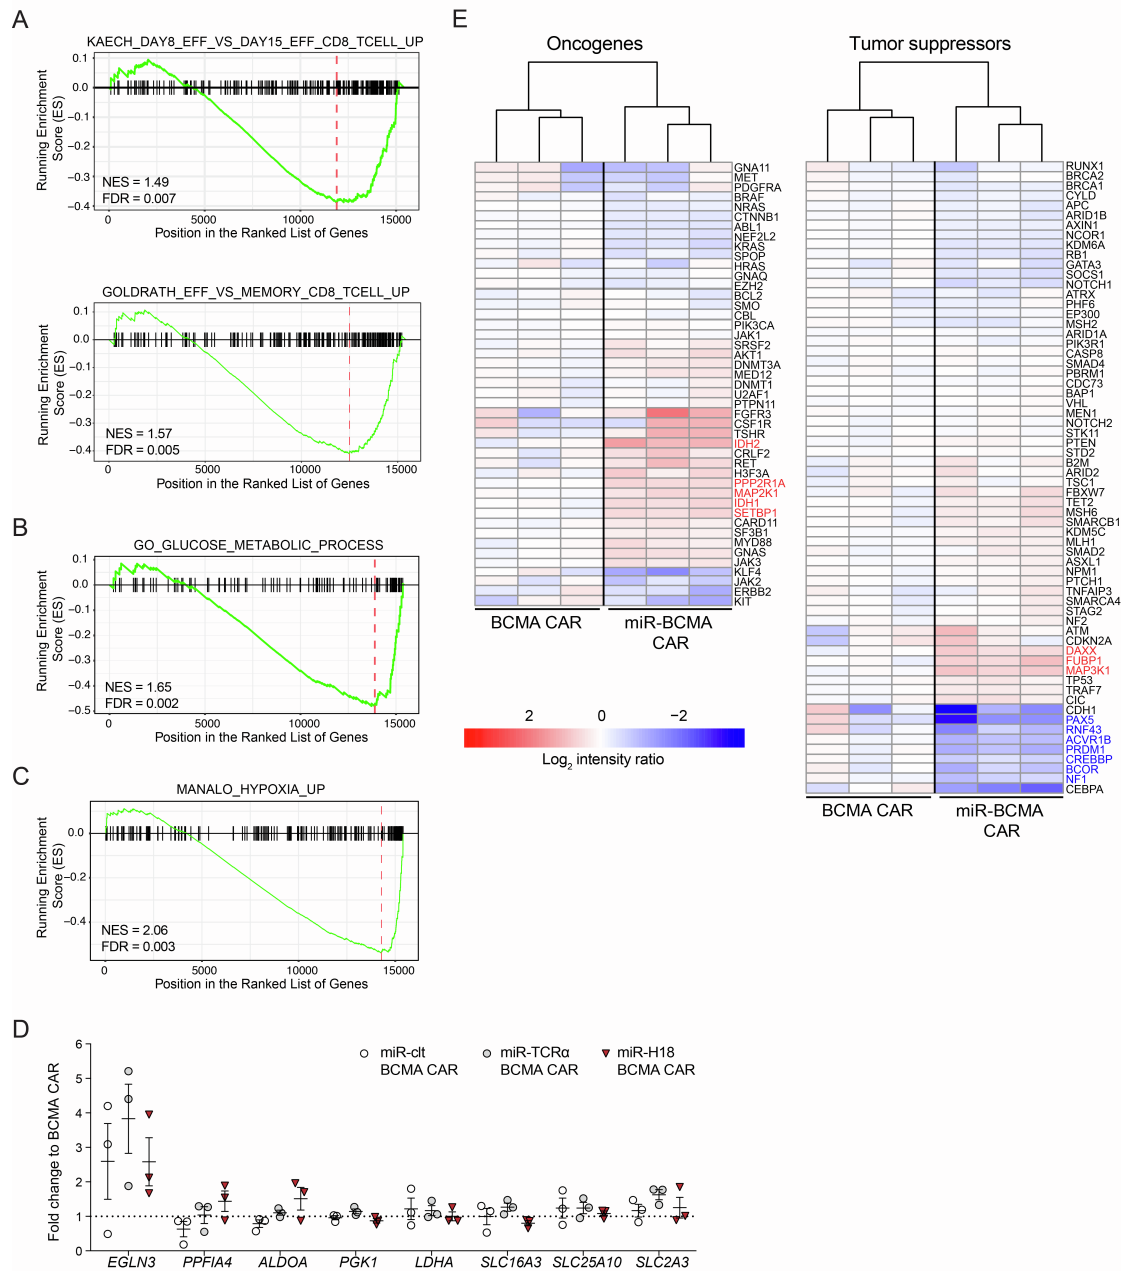 A
KAECH_DAY8_EFF_VS_DAY15_EFF_CD8_TCELL_UP
Running Enrichment
Score (ES)
0.1
0.0
−0.1
−0.2
−0.3
−0.4
NES = 1.49
FDR = 0.007
0
5000
10000
15000
Position in the Ranked List of Genes
GOLDRATH_EFF_VS_MEMORY_CD8_TCELL_UP
Running Enrichment
Score (ES)
0.1
0.0
−0.1
−0.2
−0.3
−0.4
NES = 1.57
FDR = 0.005
0
5000
10000
15000
Position in the Ranked List of Genes
B
GO_GLUCOSE_METABOLIC_PROCESS
Running Enrichment
Score (ES)
0.1
0.0
−0.1
−0.2
−0.3
−0.4
−0.5
NES = 1.65
FDR = 0.002
0
5000
10000
15000
Position in the Ranked List of Genes
C
MANALO_HYPOXIA_UP
Running Enrichment
Score (ES)
0.0
−0.2
−0.4
NES = 2.06
FDR = 0.003
0
5000
10000
15000
Position in the Ranked List of Genes
D
Fold change to BCMA CAR
6
5
4
3
2
1
0
miR-clt
BCMA CAR
miR-TCRα
BCMA CAR
miR-H18
BCMA CAR
EGLN3
PPFIA4
ALDOA
PGK1
LDHA
SLC16A3
SLC25A10
SLC2A3
E
Oncogenes
GNA11
MET
PDGFRA
BRAF
NRAS
CTNNB1
ABL1
NEF2L2
KRAS
SPOP
HRAS
GNAQ
EZH2
BCL2
SMO
CBL
PIK3CA
JAK1
SRSF2
AKT1
DNMT3A
MED12
DNMT1
U2AF1
PTPN11
FGFR3
CSF1R
TSHR
IDH2
CRLF2
RET
H3F3A
PPP2R1A
MAP2K1
IDH1
SETBP1
CARD11
SF3B1
MYD88
GNAS
JAK3
KLF4
JAK2
ERBB2
KIT
BCMA CAR
miR-BCMA
CAR
2
0
−2
Log2 intensity ratio
Tumor suppressors
RUNX1
BRCA2
BRCA1
CYLD
APC
ARID1B
AXIN1
NCOR1
KDM6A
RB1
GATA3
SOCS1
NOTCH1
ATRX
PHF6
EP300
MSH2
ARID1A
PIK3R1
CASP8
SMAD4
PBRM1
CDC73
BAP1
VHL
MEN1
NOTCH2
STK11
PTEN
STD2
B2M
ARID2
TSC1
FBXW7
TET2
MSH6
SMARCB1
KDM5C
MLH1
SMAD2
ASXL1
NPM1
PTCH1
TNFAIP3
SMARCA4
STAG2
NF2
ATM
CDKN2A
DAXX
FUBP1
MAP3K1
TP53
TRAF7
CIC
CDH1
PAX5
RNF43
ACVR1B
PRDM1
CREBBP
BCOR
NF1
CEBPA
BCMA CAR
miR-BCMA
CAR